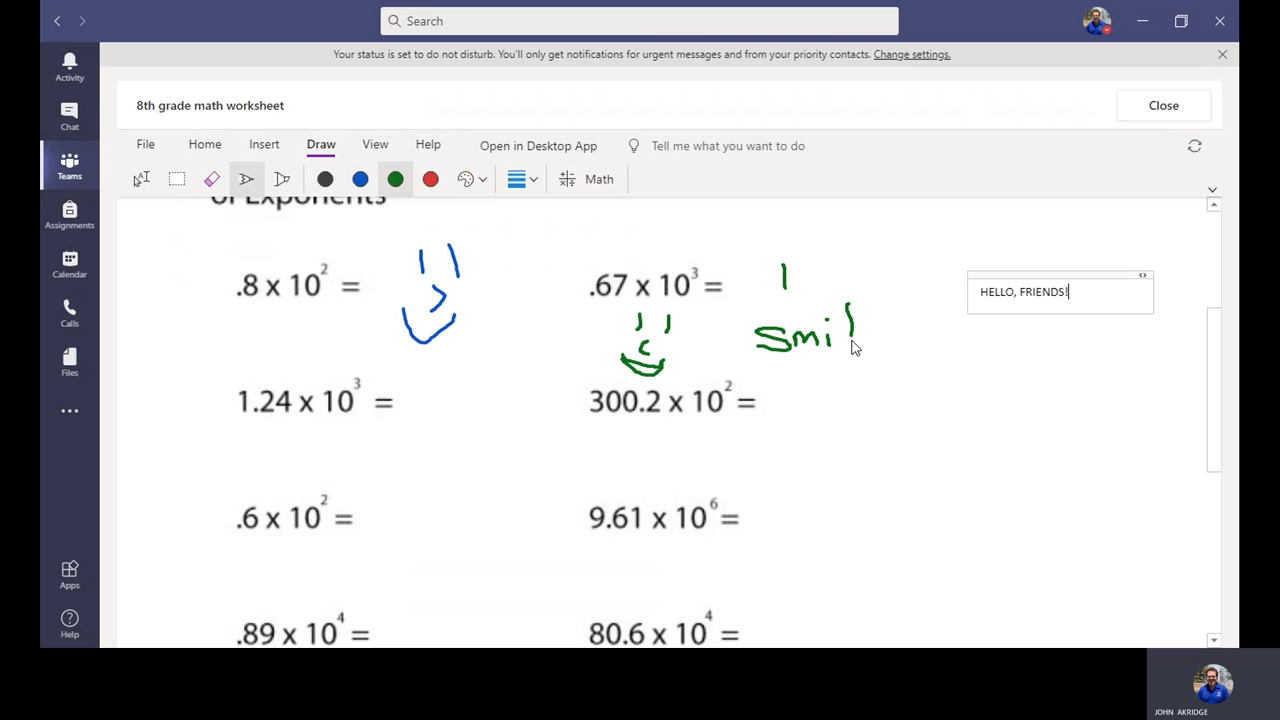 Search
Your status is set to do not disturb. You'll only get notifications for urgent messages and from your priority contacts. Change settings.
Activity
Chat
Teams
Assignments
Calendar
Calls
Files
Apps
Help
8th grade math worksheet
Close
File Home Insert Draw View Help Open in Desktop App Tell me what you want to do
Math
of Exponents
.8 x 10² =
.67 x 10³ =
HELLO, FRIENDS!
smil
1.24 x 10³ =
300.2 x 10² =
.6 x 10² =
9.61 x 10⁶ =
.89 x 10⁴ =
80.6 x 10⁴ =
JOHN AKRIDGE